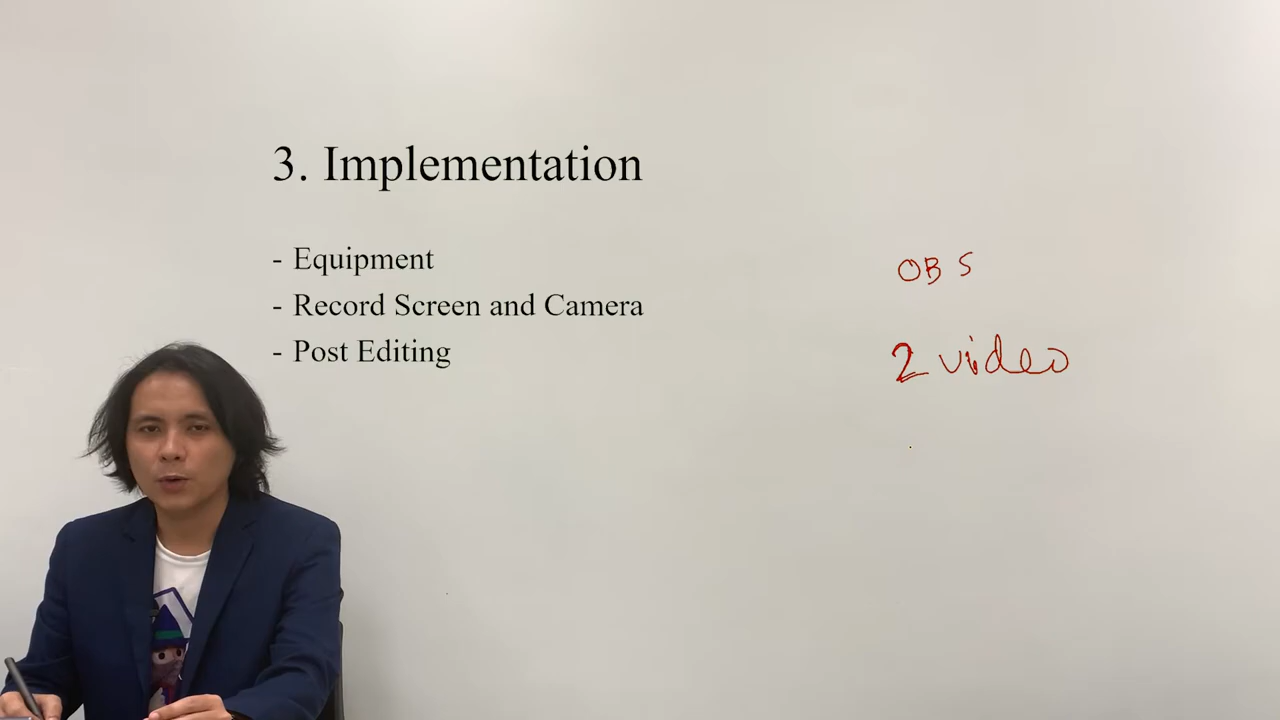 3. Implementation
- Equipment
- Record Screen and Camera
- Post Editing
OBS
2 video